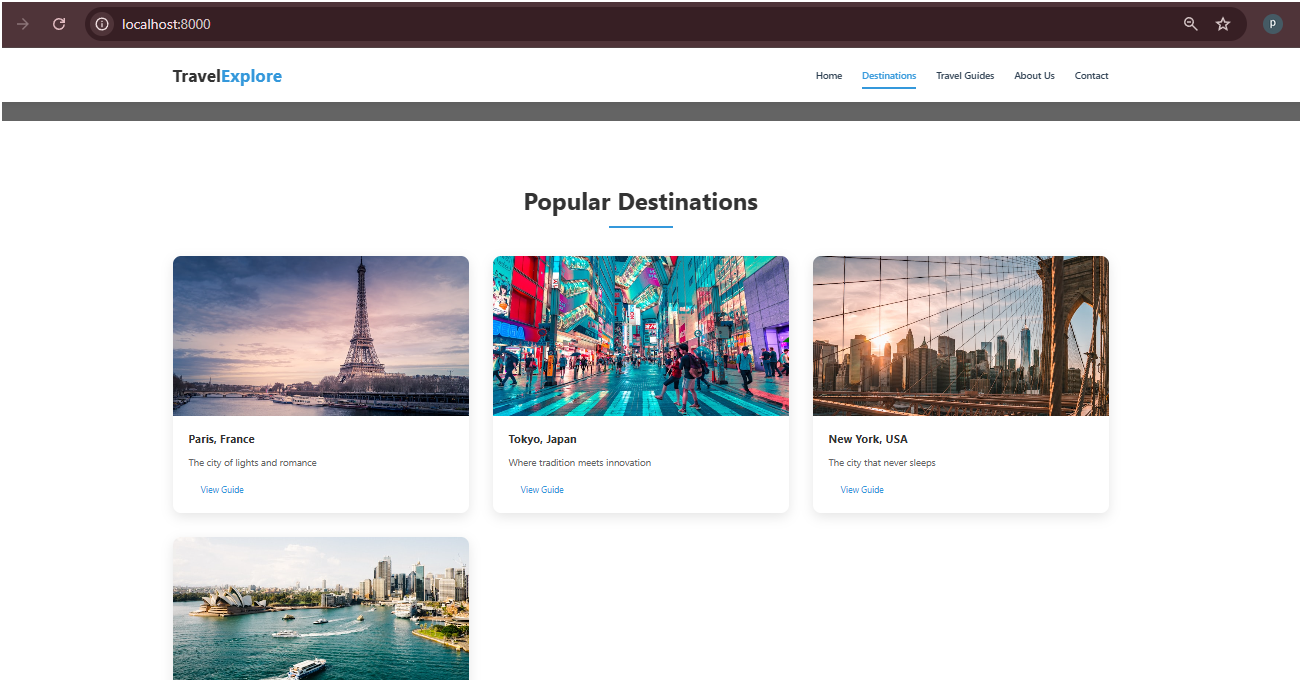 localhost:8000
p
TravelExplore
Home Destinations Travel Guides About Us Contact
Popular Destinations
Paris, France
The city of lights and romance
View Guide
Tokyo, Japan
Where tradition meets innovation
View Guide
New York, USA
The city that never sleeps
View Guide